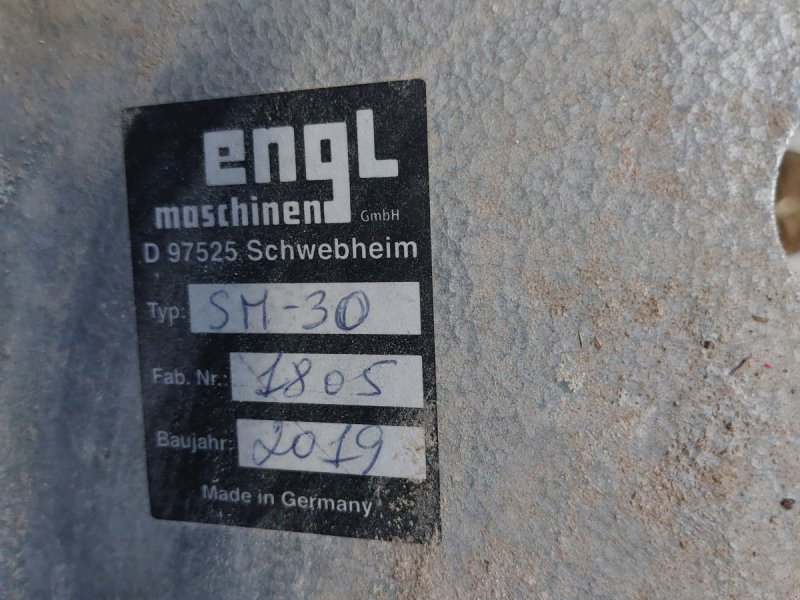 engl
maschinen GmbH
D 97525 Schwebheim
Typ: SM-30
Fab. Nr.: 1805
Baujahr: 2019
Made in Germany